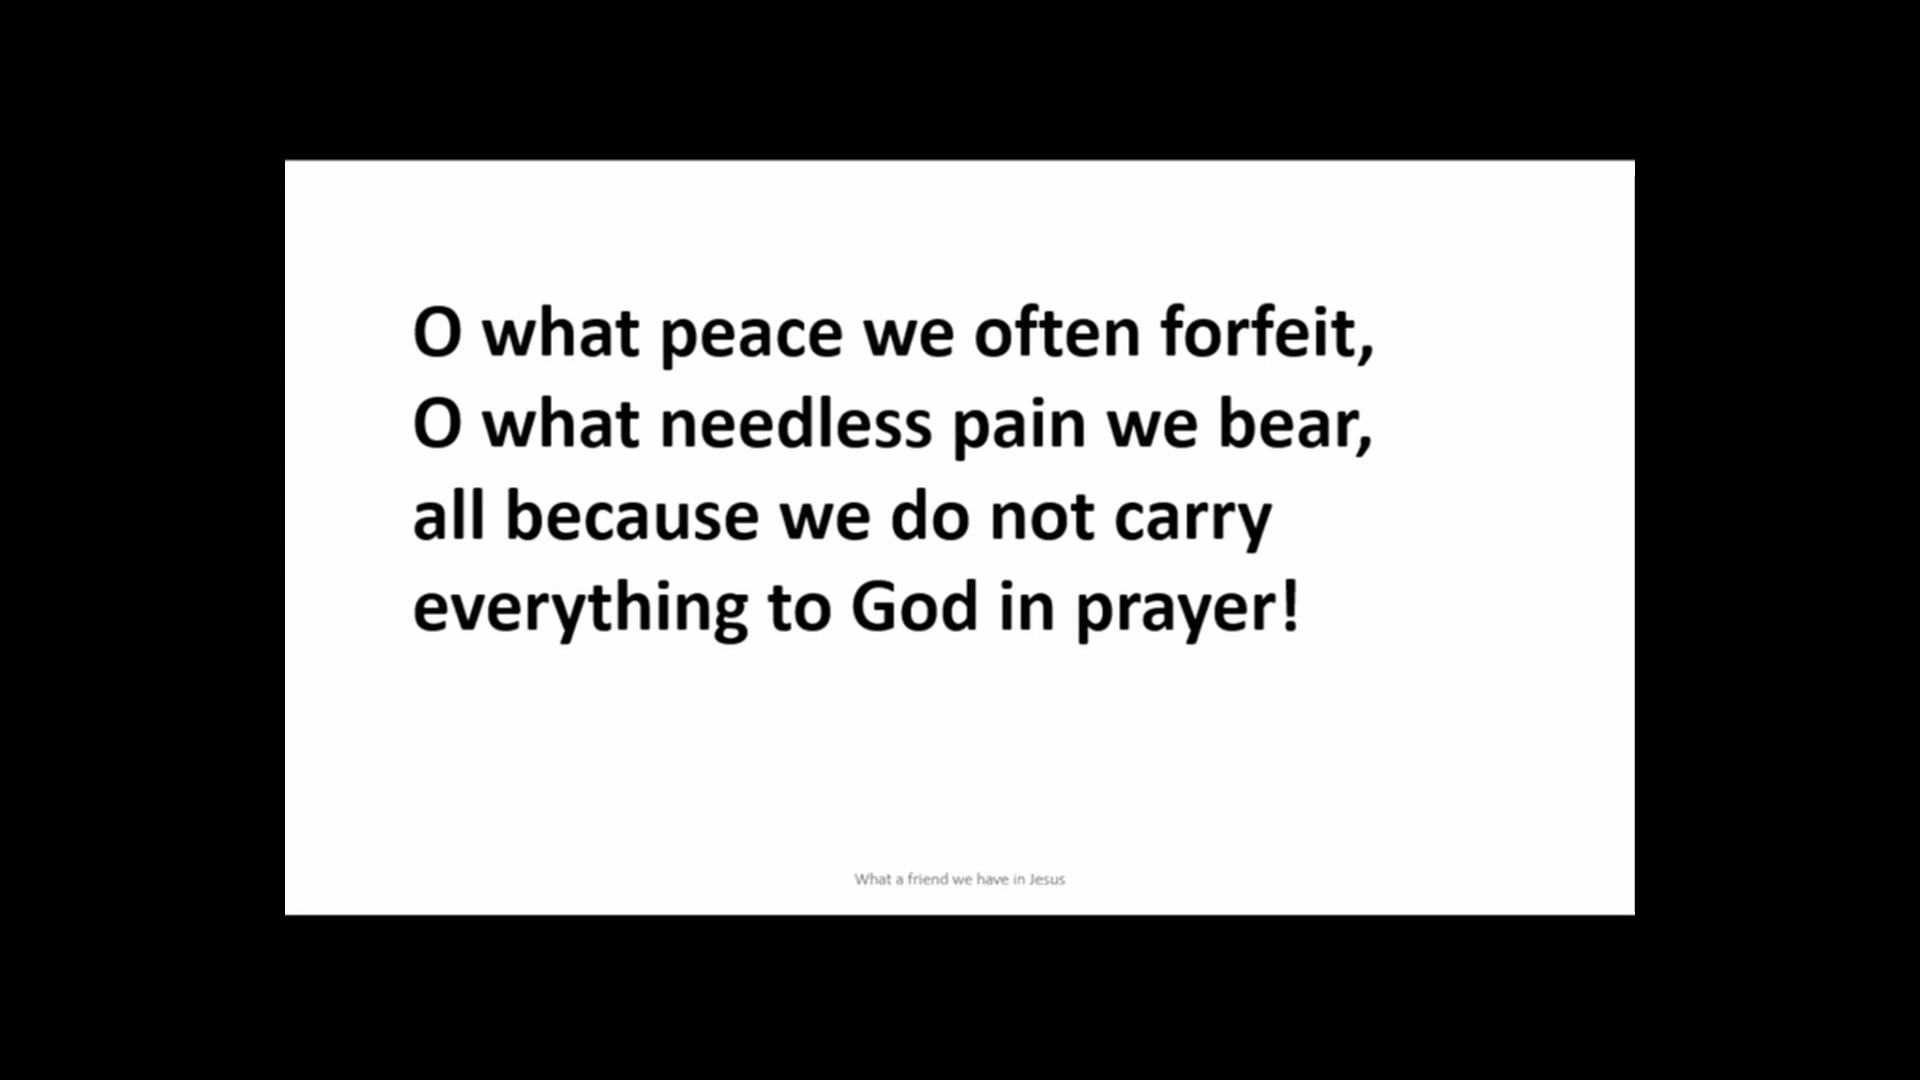 O what peace we often forfeit,
O what needless pain we bear,
all because we do not carry
everything to God in prayer!
What a friend we have in Jesus